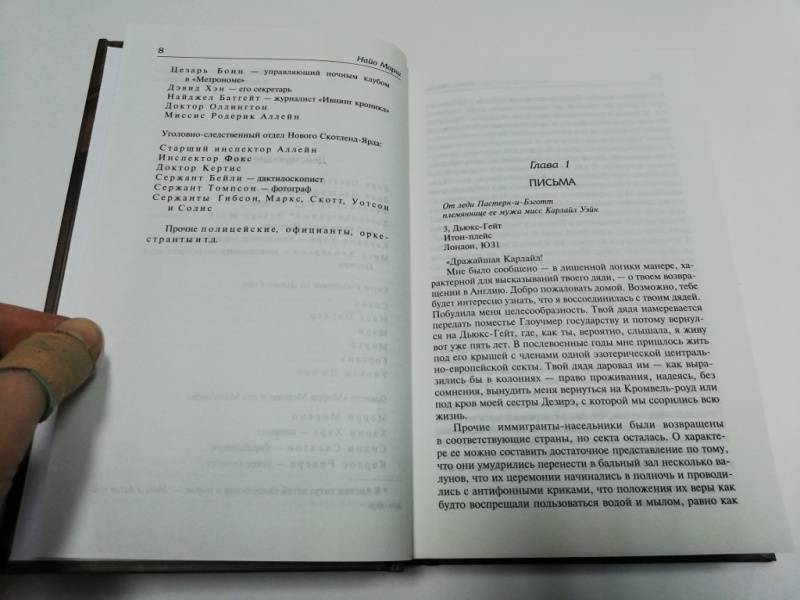 8
Найо Марш
Цезарь Бонн — управляющий ночным клубом
в «Метрономе»
Дэвид Хэн — его секретарь
Найджел Батгейт — журналист «Ивнинг кроникл»
Доктор Оллингтон
Миссис Родерик Аллейн
Уголовно-следственный отдел Нового Скотленд-Ярда:
Старший инспектор Аллейн
Инспектор Фокс
Доктор Кертис
Сержант Бейли — дактилоскопист
Сержант Томпсон — фотограф
Сержанты Гибсон, Маркс, Скотт, Уотсон
и Солис
Прочие полицейские, официанты, орке-
странты и т.д.
Глава 1
ПИСЬМА
От леди Пастерн-и-Бэготт
племяннице ее мужа мисс Карлайл Уэйн
3, Дьюкс-Гейт
Итон-плейс
Лондон, ЮЗ1
«Дражайшая Карлайл!
Мне было сообщено — в лишенной логики манере, ха-
рактерной для высказываний твоего дяди, — о твоем возвра-
щении в Англию. Добро пожаловать домой. Возможно, тебе
будет интересно узнать, что я воссоединилась с твоим дядей.
Побудила меня целесообразность. Твой дядя намеревается
передать поместье Глоучмер государству и потому вернул-
ся на Дьюкс-Гейт, где, как ты, вероятно, слышала, я живу
вот уже пять лет. В послевоенные годы мне пришлось жить
под его крышей с членами одной эзотерической централь-
но-европейской секты. Твой дядя даровал им — как выра-
зились бы в колониях — право проживания, надеясь, без
сомнения, вынудить меня вернуться на Кромвель-роуд или
под кров моей сестры Дезирэ, с которой мы ссорились всю
жизнь.
Прочие иммигранты-насельники были возвращены
в соответствующие страны, но секта осталась. О характе-
ре ее можно составить достаточное представление по тому,
что они умудрились перенести в бальный зал несколько ва-
лунов, что их церемонии начинались в полночь и проводи-
лись с антифонными криками, что положения их веры как
будто воспрещали пользоваться водой и мылом, равно как